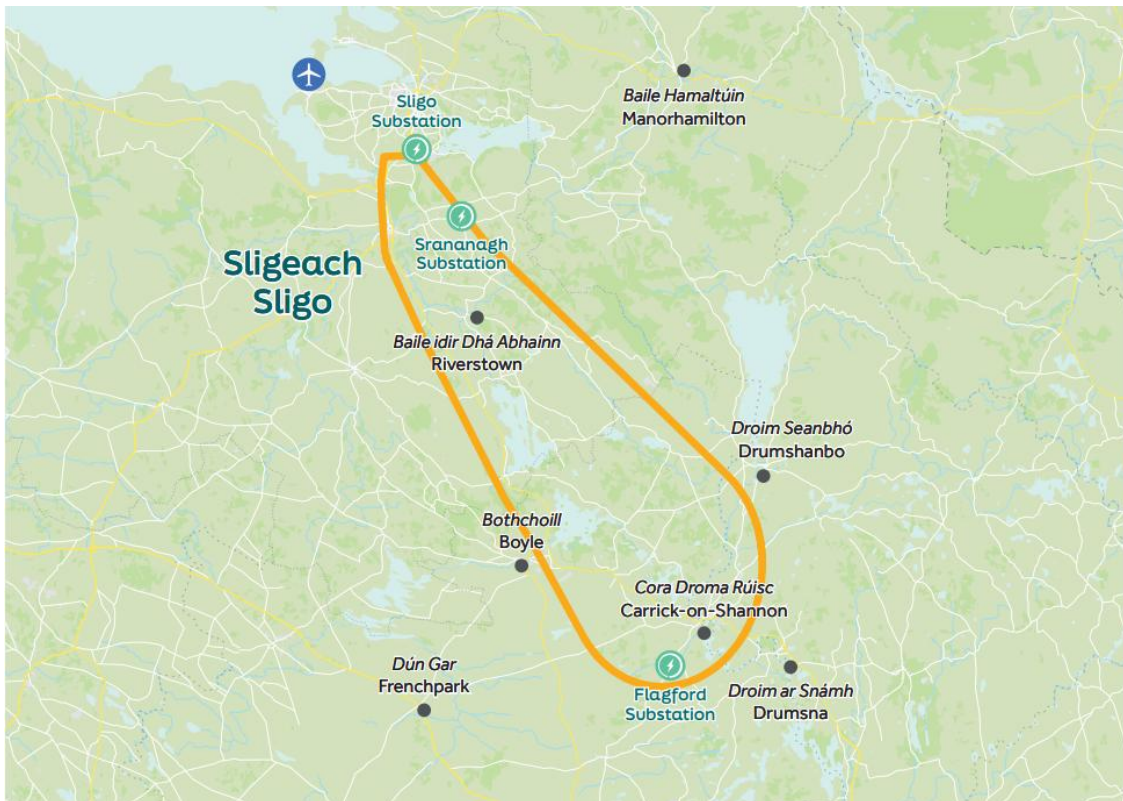 Sligo
Substation
Baile Hamaltúin
Manorhamilton
Srananagh
Substation
Sligeach
Sligo
Baile idir Dhá Abhainn
Riverstown
Droim Seanbhó
Drumshanbo
Bothchoill
Boyle
Cora Droma Rúisc
Carrick-on-Shannon
Dún Gar
Frenchpark
Flagford
Substation
Droim ar Snámh
Drumsna